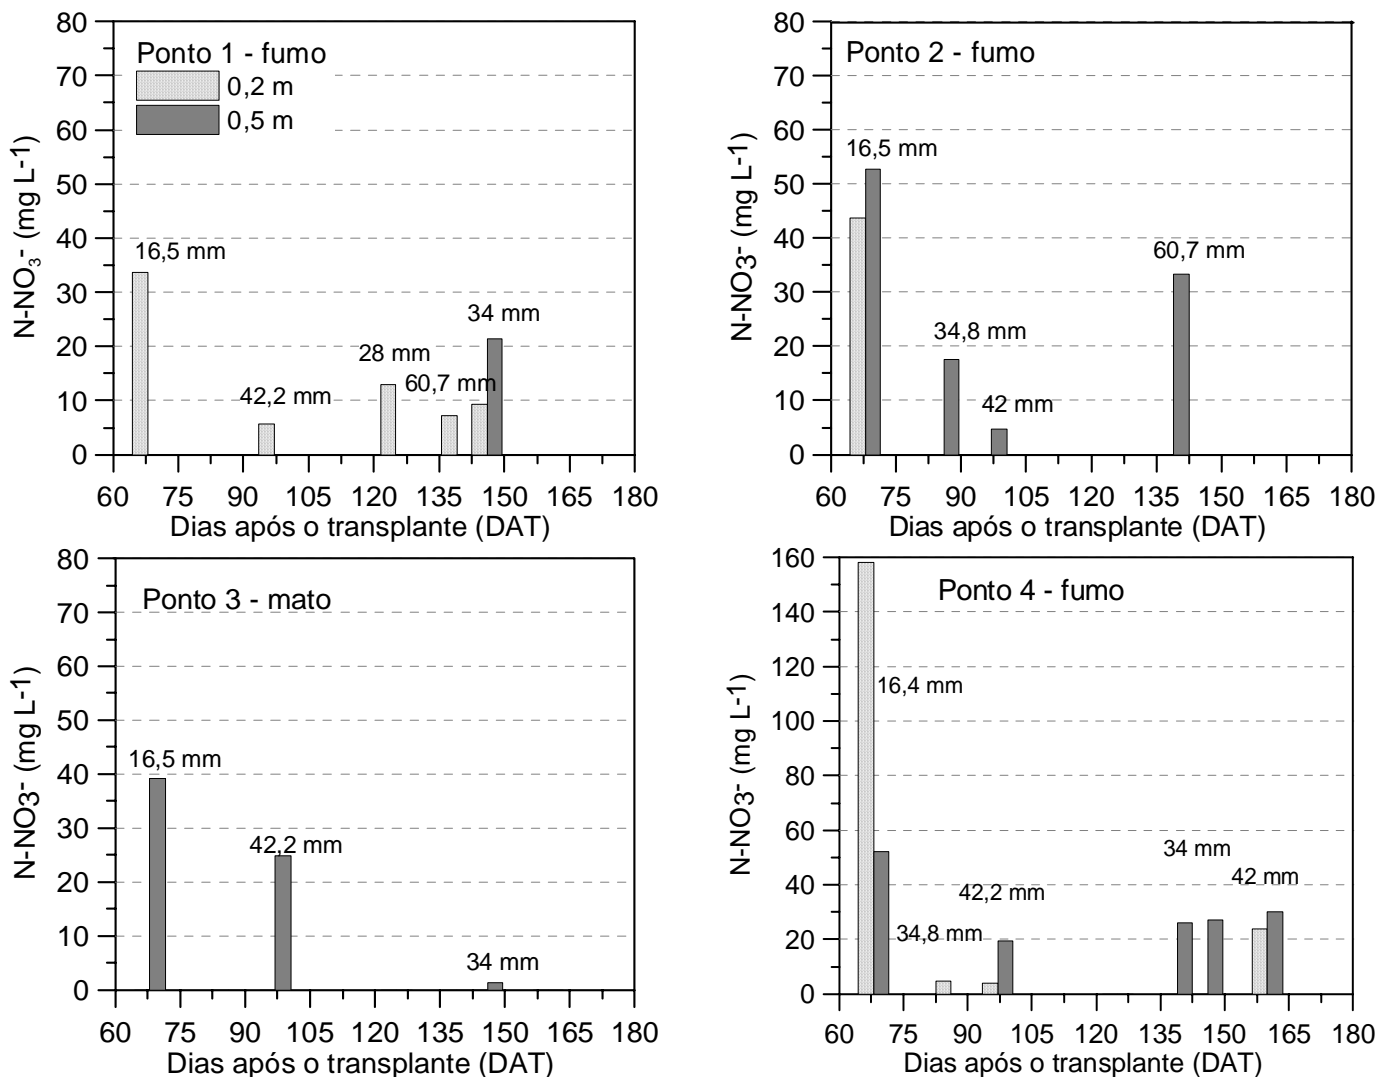 Ponto 1 - fumo
0,2 m
0,5 m
80
70
60
50
40
30
20
10
0
N-NO₃- (mg L-1)
16,5 mm
42,2 mm
28 mm
60,7 mm
34 mm
60 75 90 105 120 135 150 165 180
Dias após o transplante (DAT)
Ponto 2 - fumo
80
70
60
50
40
30
20
10
0
N-NO3- (mg L-1)
16,5 mm
34,8 mm
42 mm
60,7 mm
60 75 90 105 120 135 150 165 180
Dias após o transplante (DAT)
Ponto 3 - mato
80
70
60
50
40
30
20
10
0
N-NO3- (mg L-1)
16,5 mm
42,2 mm
34 mm
60 75 90 105 120 135 150 165 180
Dias após o transplante (DAT)
Ponto 4 - fumo
160
140
120
100
80
60
40
20
0
N-NO3- (mg L-1)
16,4 mm
34,8 mm
42,2 mm
34 mm
42 mm
60 75 90 105 120 135 150 165 180
Dias após o transplante (DAT)